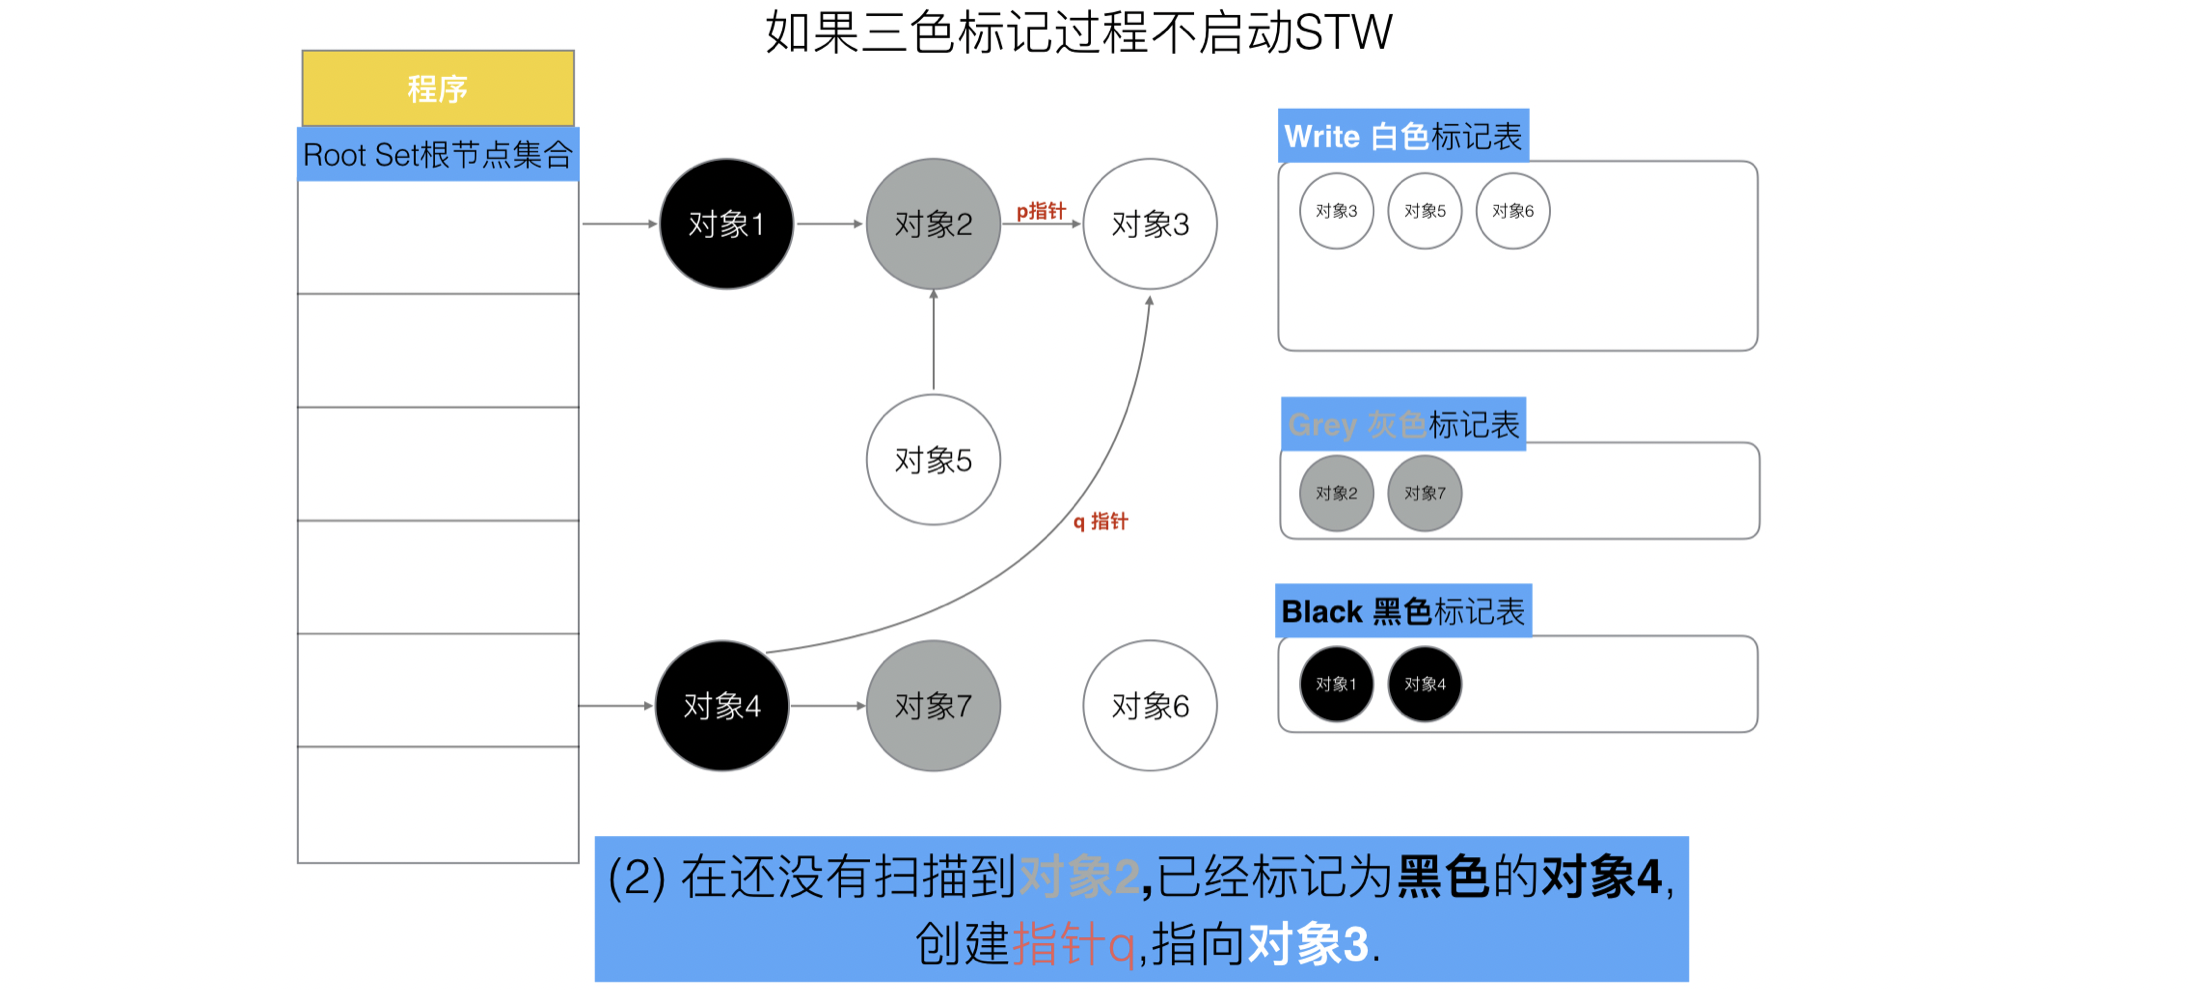 如果三色标记过程不启动STW
程序
Root Set根节点集合
对象1
对象2
p指针
对象3
对象5
q 指针
对象4
对象7
对象6
Write 白色标记表
对象3
对象5
对象6
Grey 灰色标记表
对象2
对象7
Black 黑色标记表
对象1
对象4
(2) 在还没有扫描到对象2,已经标记为黑色的对象4,
创建指针q,指向对象3.